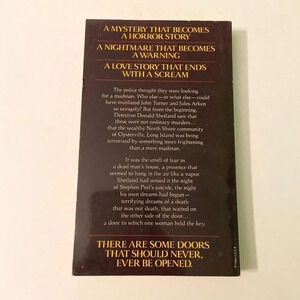 A MYSTERY THAT BECOMES
A HORROR STORY
A NIGHTMARE THAT BECOMES
A WARNING
A LOVE STORY THAT ENDS
WITH A SCREAM
The police thought they were looking
for a madman. Who else—or what else—could
have mutilated John Turner and Jules Arken
so savagely? But from the beginning,
Detective Donald Shetland saw that
these were not ordinary murders...
that the wealthy North Shore community
of Oysterville, Long Island was being
terrorized by something more frightening
than a mere madman.
It was the smell of fear in
a dead man's house, a presence that
seemed to hang in the air like a vapor.
Shetland had sensed it the night
of Stephen Peel's suicide, the night
his own dreams had begun—
terrifying dreams of a death
that was not death, that waited on
the other side of the door...
a door to which one woman held the key.
THERE ARE SOME DOORS
THAT SHOULD NEVER,
EVER BE OPENED.